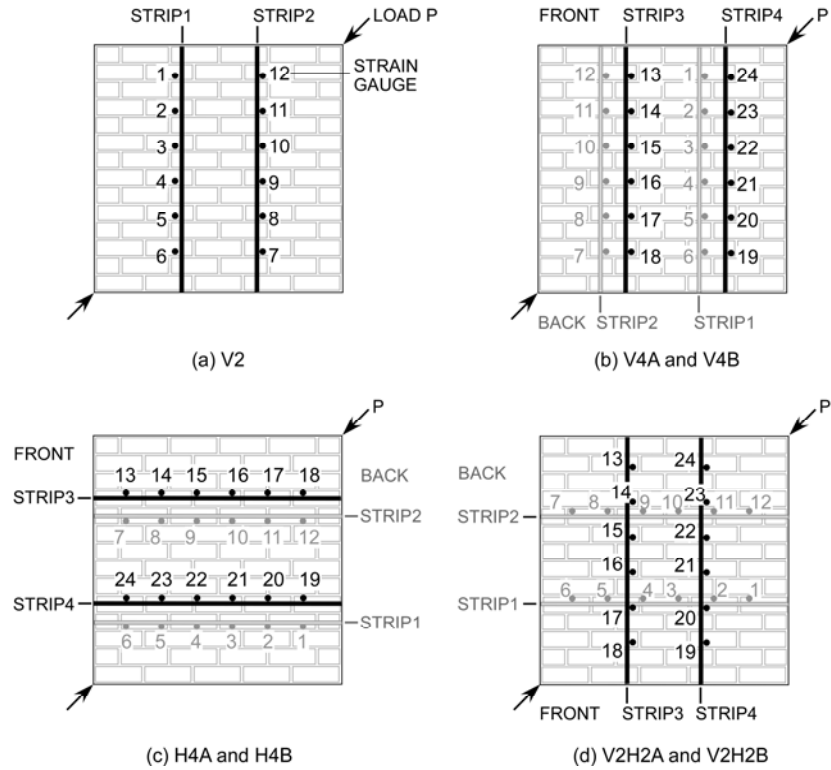 STRIP1 STRIP2 LOAD P
1 12 STRAIN
GAUGE
2 11
3 10
4 9
5 8
6 7
(a) V2
FRONT STRIP3 STRIP4 P
12 13 1 24
11 14 2 23
10 15 3 22
9 16 4 21
8 17 5 20
7 18 6 19
BACK STRIP2 STRIP1
(b) V4A and V4B
P
FRONT
13 14 15 16 17 18 BACK
STRIP3
STRIP2
7 8 9 10 11 12
24 23 22 21 20 19
STRIP4
STRIP1
6 5 4 3 2 1
(c) H4A and H4B
P
13 24
BACK
7 8 14 9 10 23 11 12
STRIP2
15 22
16 21
6 5 4 3 2 1
STRIP1
17 20
18 19
FRONT STRIP3 STRIP4
(d) V2H2A and V2H2B